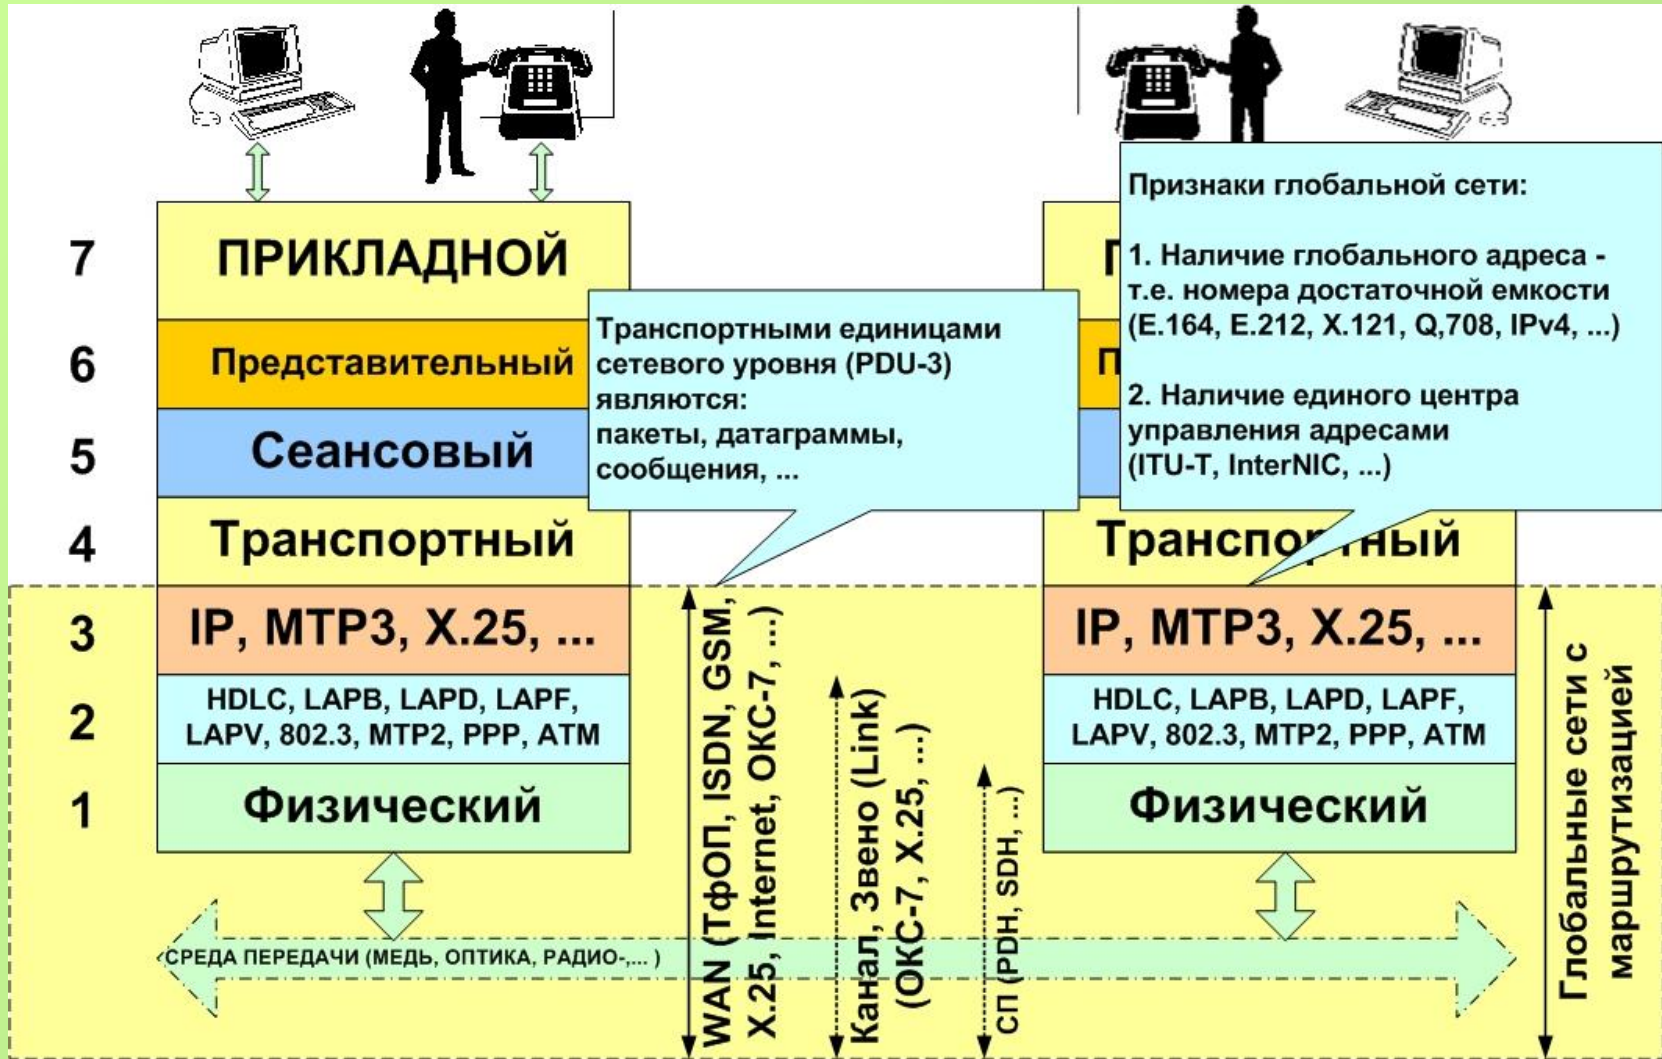 7
ПРИКЛАДНОЙ
6
Представительный
5
Сеансовый
4
Транспортный
3
IP, MTP3, X.25, ...
2
HDLC, LAPB, LAPD, LAPF,
LAPV, 802.3, MTP2, PPP, ATM
1
Физический
Транспортными единицами
сетевого уровня (PDU-3)
являются:
пакеты, датаграммы,
сообщения, ...
Признаки глобальной сети:
1. Наличие глобального адреса -
т.е. номера достаточной емкости
(E.164, E.212, X.121, Q,708, IPv4, ...)
2. Наличие единого центра
управления адресами
(ITU-T, InterNIC, ...)
Транспортный
IP, MTP3, X.25, ...
HDLC, LAPB, LAPD, LAPF,
LAPV, 802.3, MTP2, PPP, ATM
Физический
WAN (ТфОП, ISDN, GSM,
X.25, Internet, ОКС-7, ...)
Канал, Звено (Link)
(ОКС-7, X.25, ...)
СП (PDH, SDH, ...)
Глобальные сети с
маршрутизацией
СРЕДА ПЕРЕДАЧИ (МЕДЬ, ОПТИКА, РАДИО-,... )